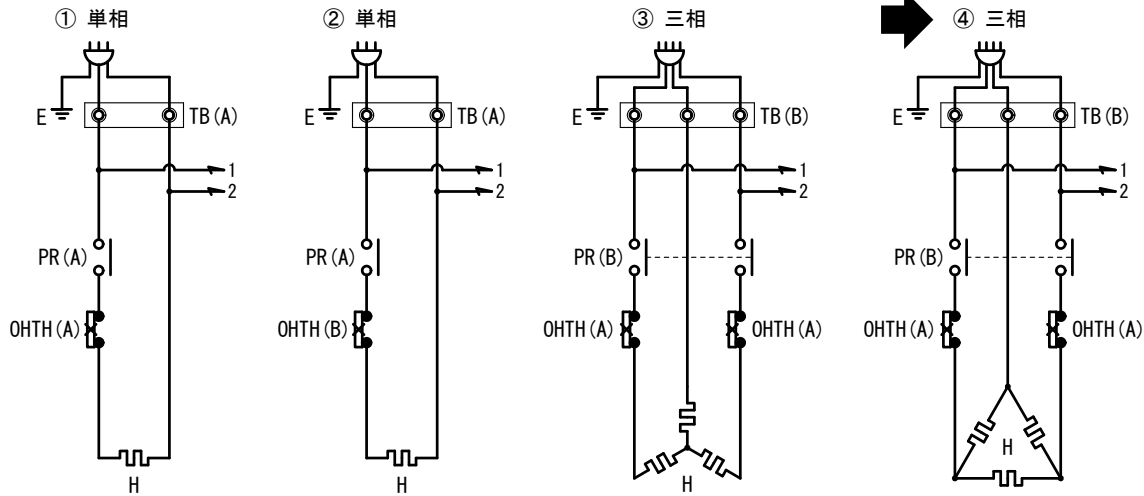 ① 単相
E
TB(A)
1
2
PR(A)
OHTH(A)
H
② 単相
E
TB(A)
1
2
PR(A)
OHTH(B)
H
③ 三相
E
TB(B)
1
2
PR(B)
OHTH(A)
OHTH(A)
H
④ 三相
E
TB(B)
1
2
PR(B)
OHTH(A)
OHTH(A)
H